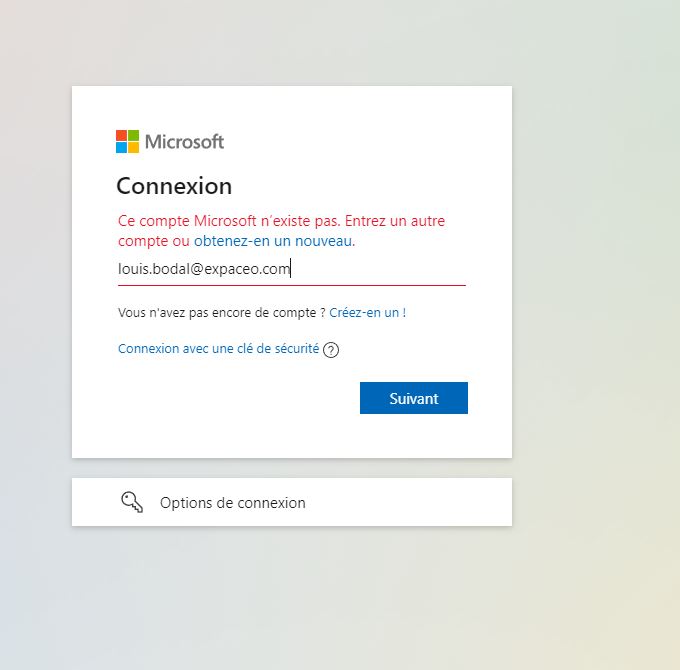 Microsoft
Connexion
Ce compte Microsoft n'existe pas. Entrez un autre
compte ou obtenez-en un nouveau.
louis.bodal@expaceo.com
Vous n'avez pas encore de compte ? Créez-en un !
Connexion avec une clé de sécurité ?
Suivant
Options de connexion